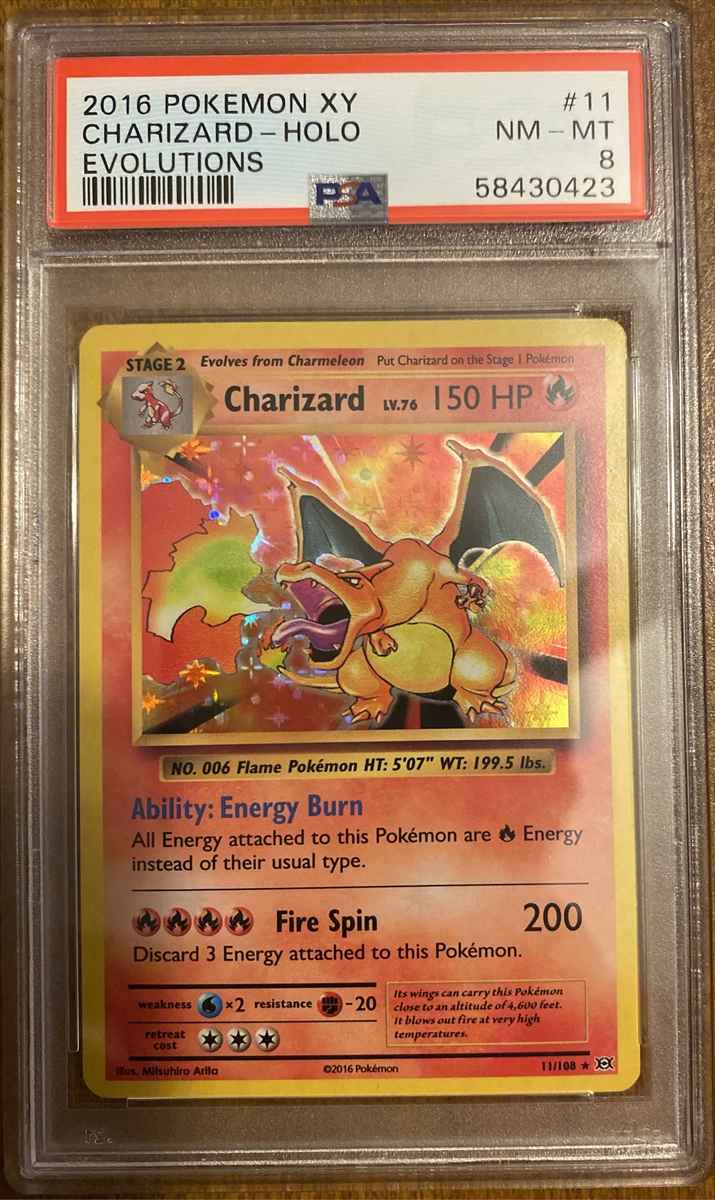 2016 POKEMON XY #11
CHARIZARD - HOLO NM - MT
EVOLUTIONS 8
PSA 58430423
STAGE 2 Evolves from Charmeleon Put Charizard on the Stage 1 Pokémon
Charizard LV.76 150 HP
NO. 006 Flame Pokémon HT: 5'07" WT: 199.5 lbs.
Ability: Energy Burn
All Energy attached to this Pokémon are Energy
instead of their usual type.
Fire Spin 200
Discard 3 Energy attached to this Pokémon.
weakness ×2 resistance -20
retreat
cost
Its wings can carry this Pokémon
close to an altitude of 4,600 feet.
It blows out fire at very high
temperatures.
Illus. Mitsuhiro Arita ©2016 Pokémon 11/108 ★